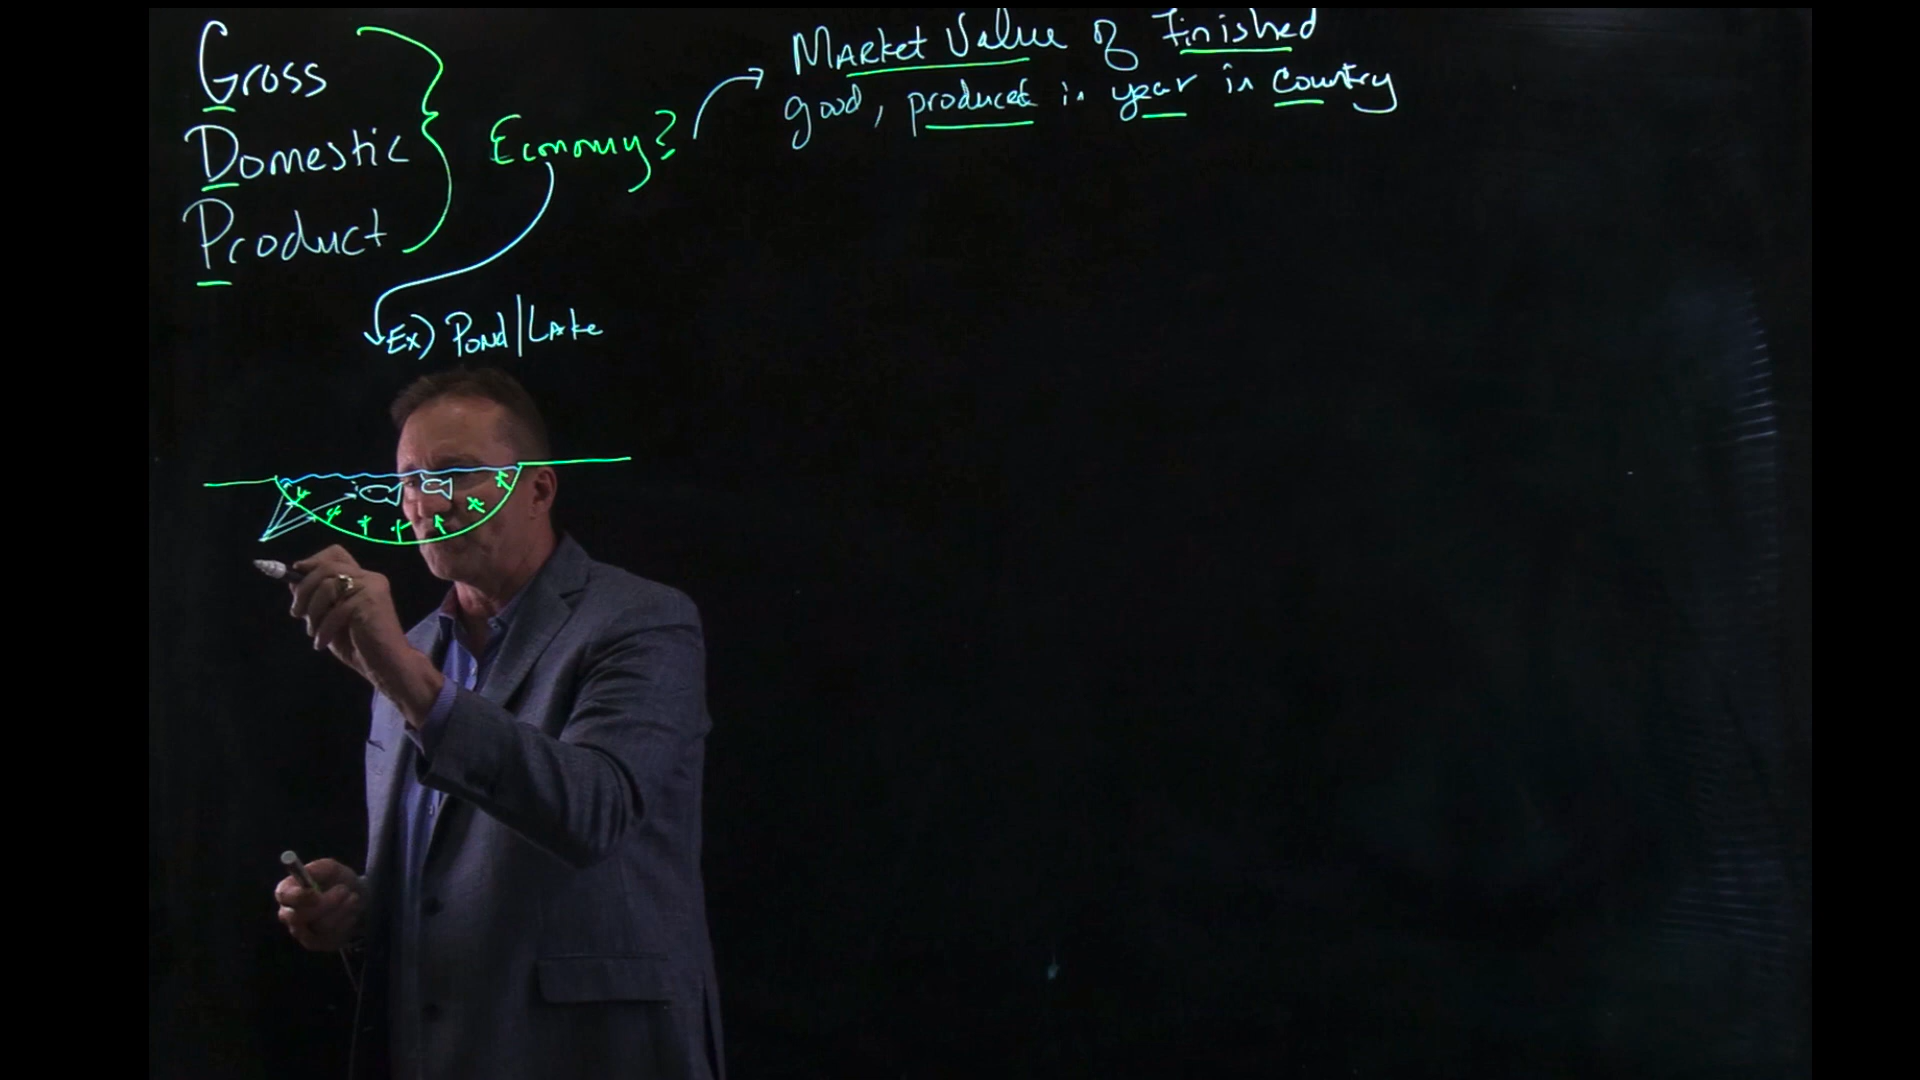 Gross
Domestic
Product
Economy?
Market Value of Finished
good, produced in year in country
Ex) Pond/Lake